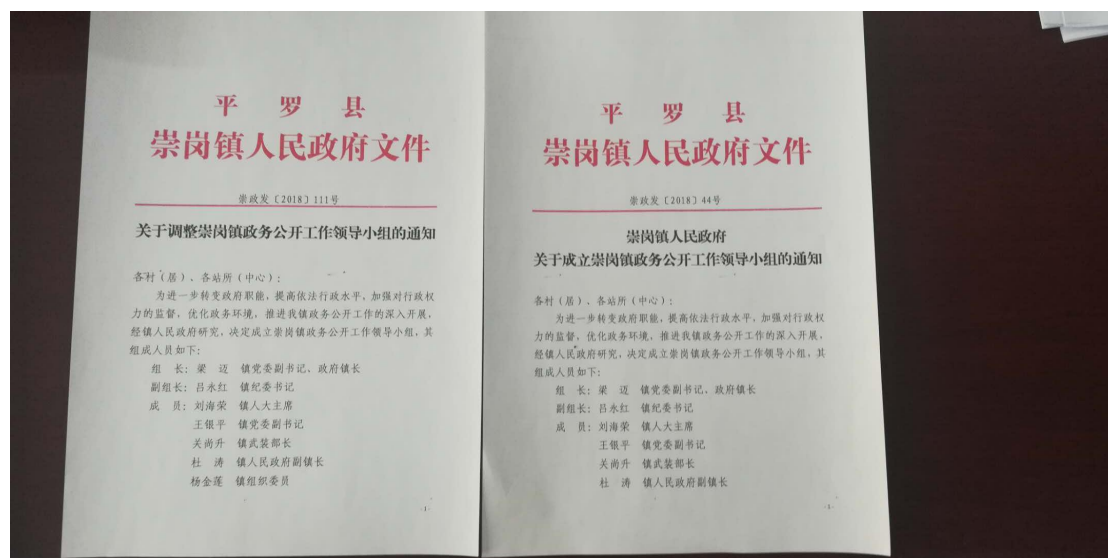 平 罗 县
崇岗镇人民政府文件
崇政发〔2018〕111号
关于调整崇岗镇政务公开工作领导小组的通知
各村（居）、各站所（中心）：
为进一步转变政府职能，提高依法行政水平，加强对行政权
力的监督，优化政务环境，推进我镇政务公开工作的深入开展，
经镇人民政府研究，决定成立崇岗镇政务公开工作领导小组，其
组成人员如下：
组 长：梁 迈 镇党委副书记、政府镇长
副组长：吕永红 镇纪委书记
成 员：刘海荣 镇人大主席
王银平 镇党委副书记
关尚升 镇武装部长
杜 涛 镇人民政府副镇长
杨金莲 镇组织委员
-1-
平 罗 县
崇岗镇人民政府文件
崇政发〔2018〕44号
崇岗镇人民政府
关于成立崇岗镇政务公开工作领导小组的通知
各村（居）、各站所（中心）：
为进一步转变政府职能，提高依法行政水平，加强对行政权
力的监督，优化政务环境，推进我镇政务公开工作的深入开展，
经镇人民政府研究，决定成立崇岗镇政务公开工作领导小组，其
组成人员如下：
组 长：梁 迈 镇党委副书记、政府镇长
副组长：吕永红 镇纪委书记
成 员：刘海荣 镇人大主席
王银平 镇党委副书记
关尚升 镇武装部长
杜 涛 镇人民政府副镇长
-1-